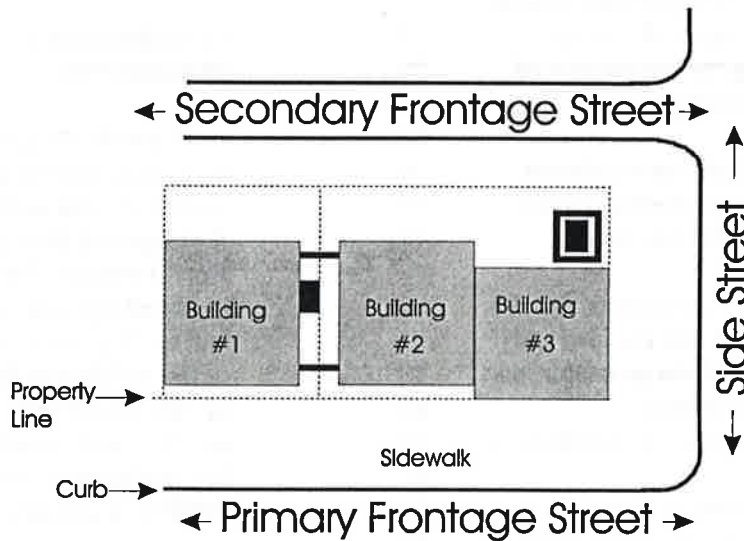 Secondary Frontage Street
Side Street
Building
#1
Building
#2
Building
#3
Property
Line
Sidewalk
Curb
Primary Frontage Street